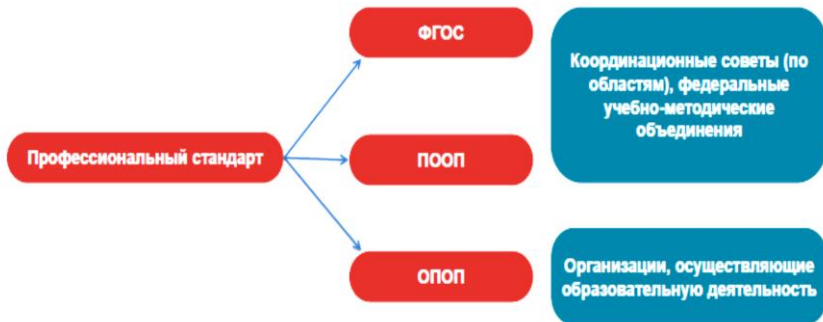 ФГОС
Координационные советы (по
областям), федеральные
учебно-методические
объединения
Профессиональный стандарт
ПООП
ОПОП
Организации, осуществляющие
образовательную деятельность